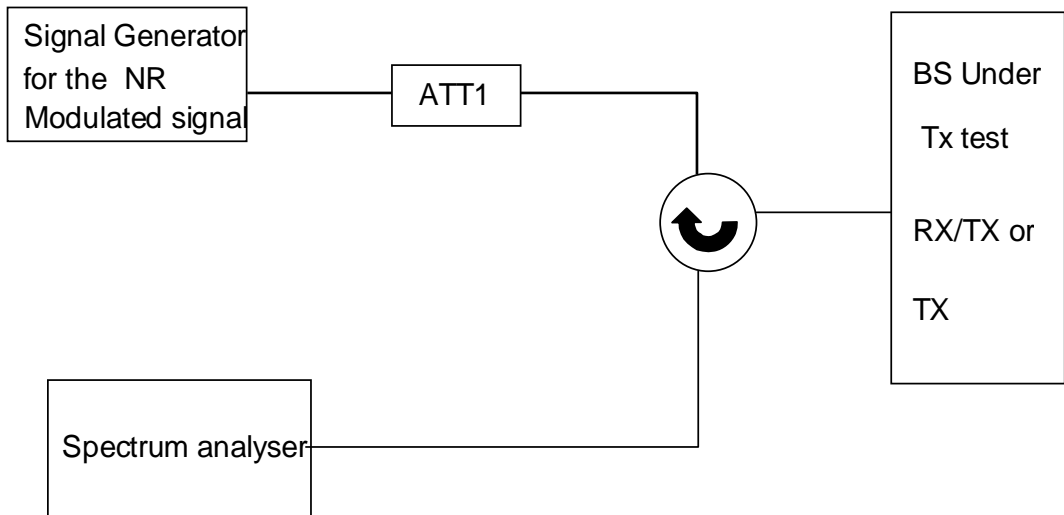 Signal Generator
for the NR
Modulated signal
ATT1
BS Under
Tx test
RX/TX or
TX
Spectrum analyser